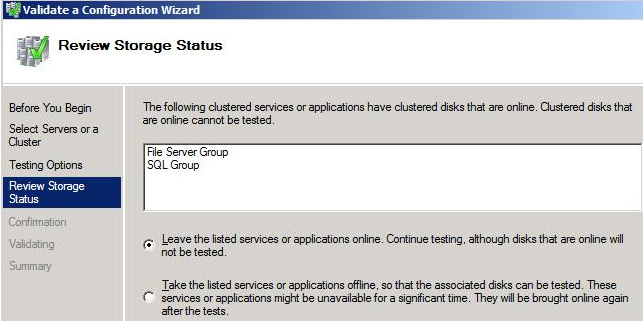 Validate a Configuration Wizard
Review Storage Status
Before You Begin
Select Servers or a
Cluster
Testing Options
Review Storage
Status
Confirmation
Validating
Summary
The following clustered services or applications have clustered disks that are online. Clustered disks that
are online cannot be tested.
File Server Group
SQL Group
Leave the listed services or applications online. Continue testing, although disks that are online will
not be tested.
Take the listed services or applications offline, so that the associated disks can be tested. These
services or applications might be unavailable for a significant time. They will be brought online again
after the tests.